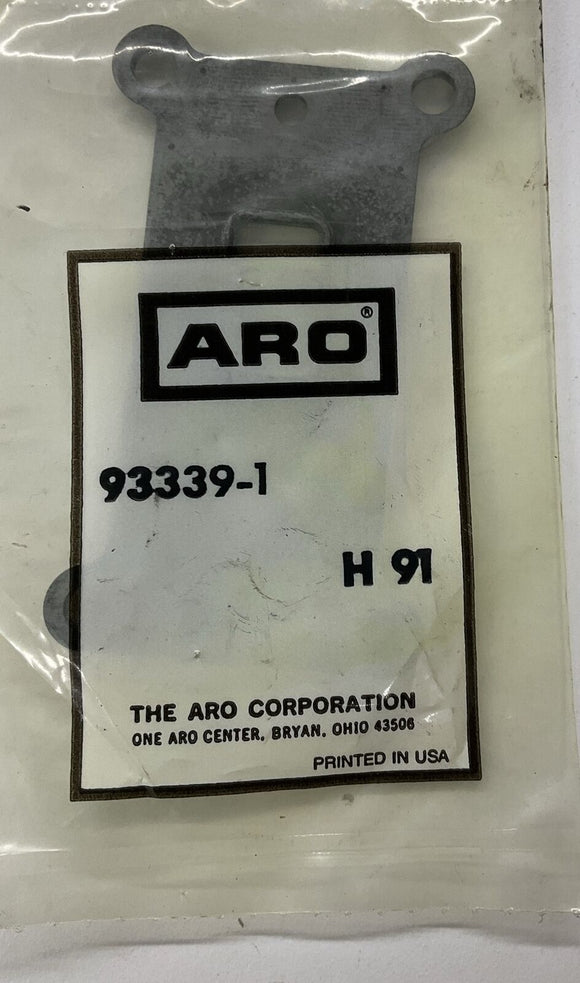 ARO®
93339-1
H 91
THE ARO CORPORATION
ONE ARO CENTER, BRYAN, OHIO 43506
PRINTED IN USA